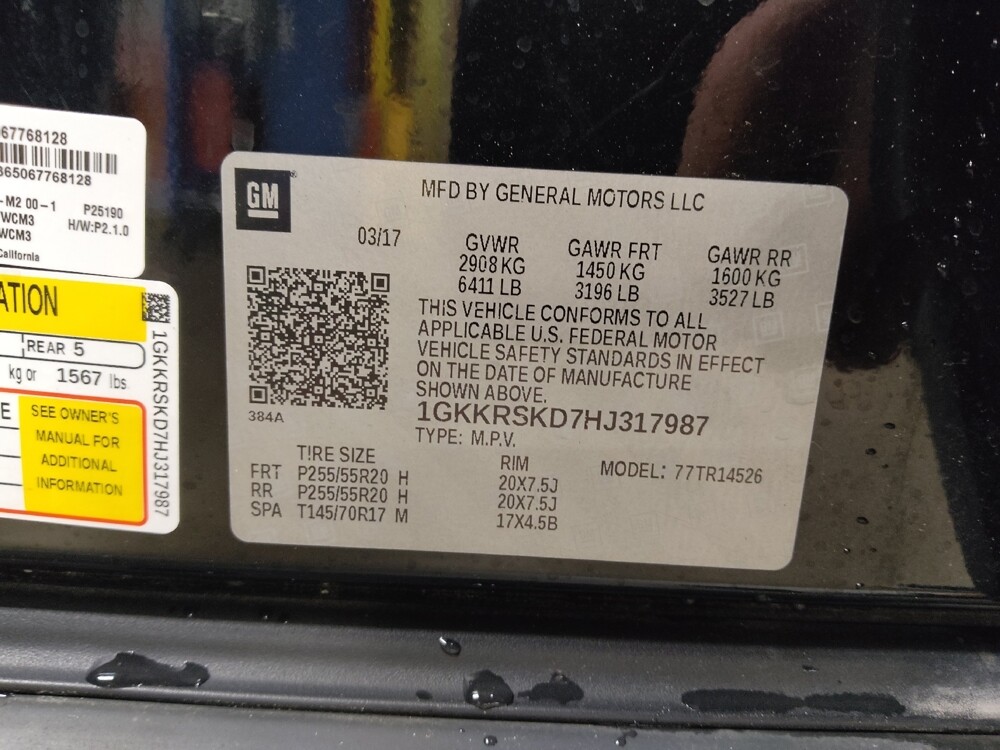 67768128
865067768128
-M2 00-1 P25190
WCM3 H/W:P2.1.0
WCM3
California
ATION
REAR 5
kg or 1567 lbs.
E SEE OWNER'S
MANUAL FOR
ADDITIONAL
INFORMATION
1GKKRSKD7HJ317987
GM
MFD BY GENERAL MOTORS LLC
03/17
GVWR GAWR FRT GAWR RR
2908 KG 1450 KG 1600 KG
6411 LB 3196 LB 3527 LB
THIS VEHICLE CONFORMS TO ALL
APPLICABLE U.S. FEDERAL MOTOR
VEHICLE SAFETY STANDARDS IN EFFECT
ON THE DATE OF MANUFACTURE
SHOWN ABOVE.
384A
1GKKRSKD7HJ317987
TYPE: M.P.V.
TIRE SIZE RIM MODEL: 77TR14526
FRT P255/55R20 H 20X7.5J
RR P255/55R20 H 20X7.5J
SPA T145/70R17 M 17X4.5B